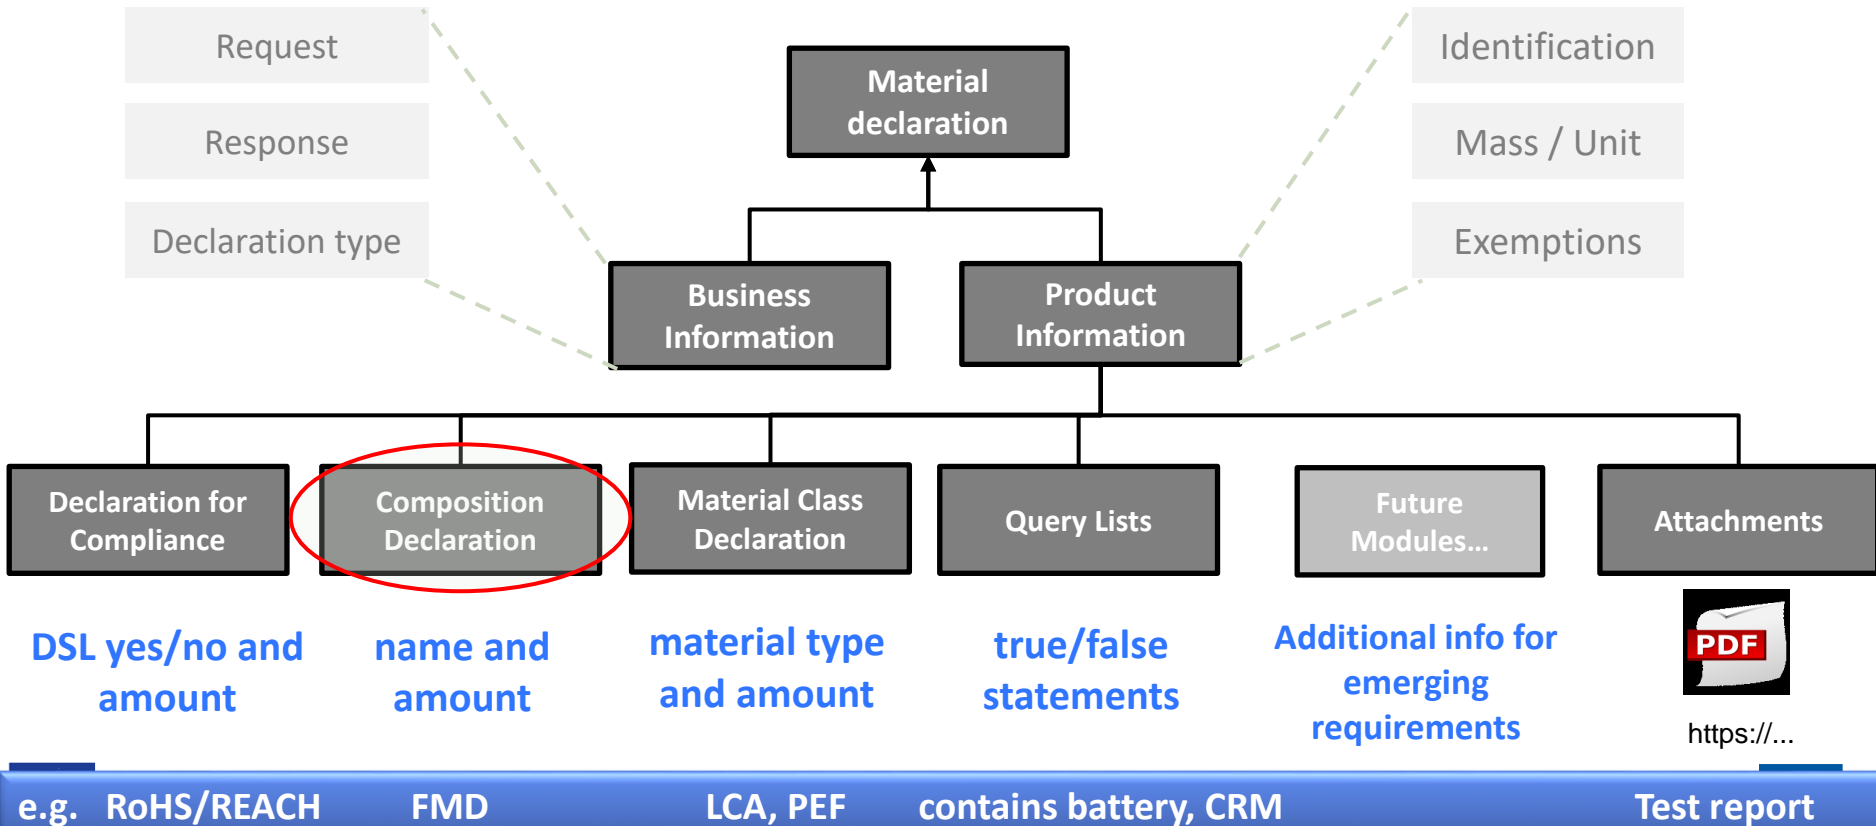 Request
Response
Declaration type
Material
declaration
Identification
Mass / Unit
Exemptions
Business
Information
Product
Information
Declaration for
Compliance
Composition
Declaration
Material Class
Declaration
Query Lists
Future
Modules...
Attachments
DSL yes/no and
amount
name and
amount
material type
and amount
true/false
statements
Additional info for
emerging
requirements
PDF
https://...
e.g. RoHS/REACH FMD LCA, PEF contains battery, CRM Test report